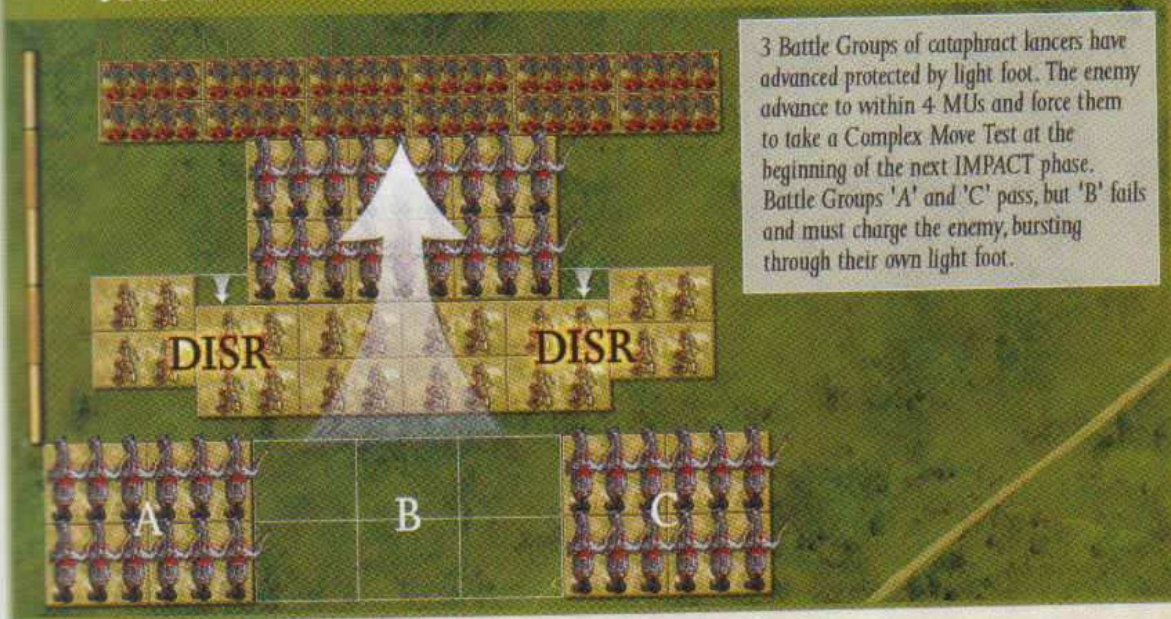 3 Battle Groups of cataphract lancers have
advanced protected by light foot. The enemy
advance to within 4 MUs and force them
to take a Complex Move Test at the
beginning of the next IMPACT phase.
Battle Groups 'A' and 'C' pass, but 'B' fails
and must charge the enemy, bursting
through their own light foot.
DISR DISR
A B C